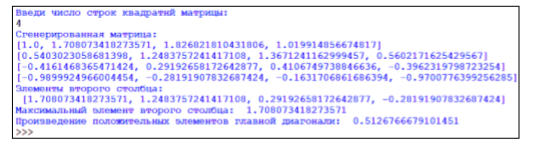 Введи число строк квадратнй матрицы:
4
Сгенерированная матрица:
[1.0, 1.708073418273571, 1.826821810431806, 1.019914856674817]
[0.5403023058681398, 1.2483757241417108, 1.3671241162999457, 0.5602171625429567]
[-0.4161468365471424, 0.29192658172642877, 0.4106749738846636, -0.3962319798723254]
[-0.9899924966004454, -0.28191907832687424, -0.1631706861686394, -0.9700776399256285]
Элементы второго столбца:
[1.708073418273571, 1.2483757241417108, 0.29192658172642877, -0.28191907832687424]
Максимальный элемент второго столбца: 1.708073418273571
Произведение положительных элементов главной диагонали: 0.5126766679101451
>>>